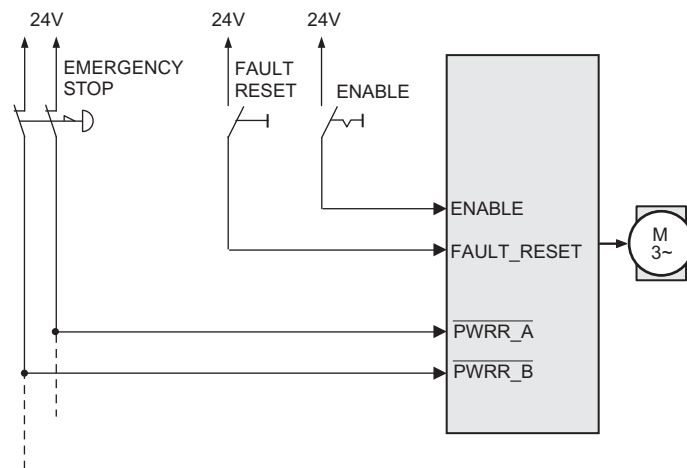 24V 24V 24V
EMERGENCY
STOP
FAULT
RESET
ENABLE
ENABLE
FAULT_RESET
PWRR_A
PWRR_B
M
3~